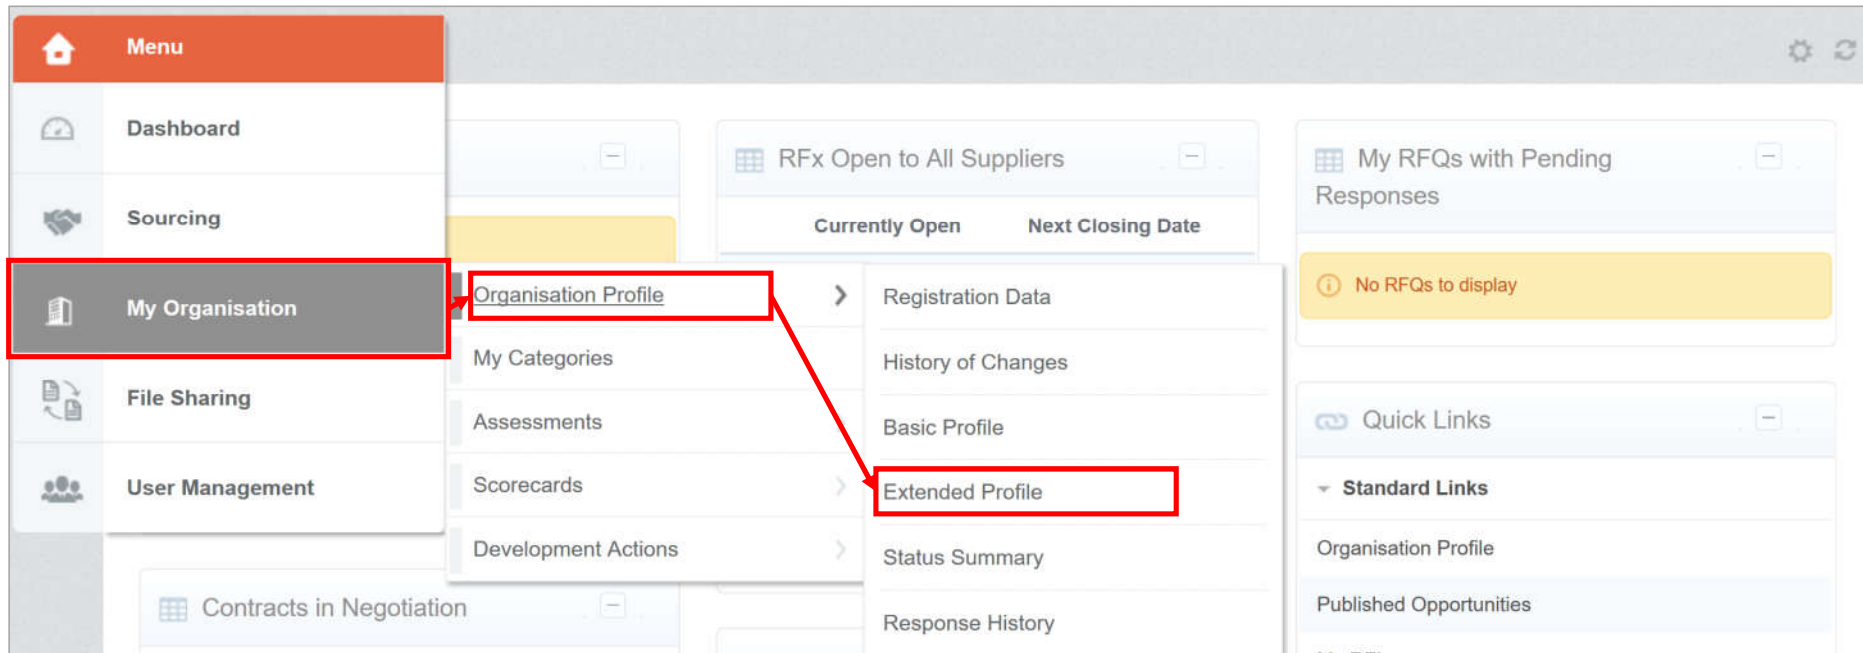 Menu
Dashboard
Sourcing
My Organisation
File Sharing
User Management
Organisation Profile
My Categories
Assessments
Scorecards
Development Actions
Registration Data
History of Changes
Basic Profile
Extended Profile
Status Summary
Response History
RFx Open to All Suppliers
Currently Open Next Closing Date
My RFQs with Pending
Responses
No RFQs to display
Quick Links
Standard Links
Organisation Profile
Published Opportunities
Contracts in Negotiation